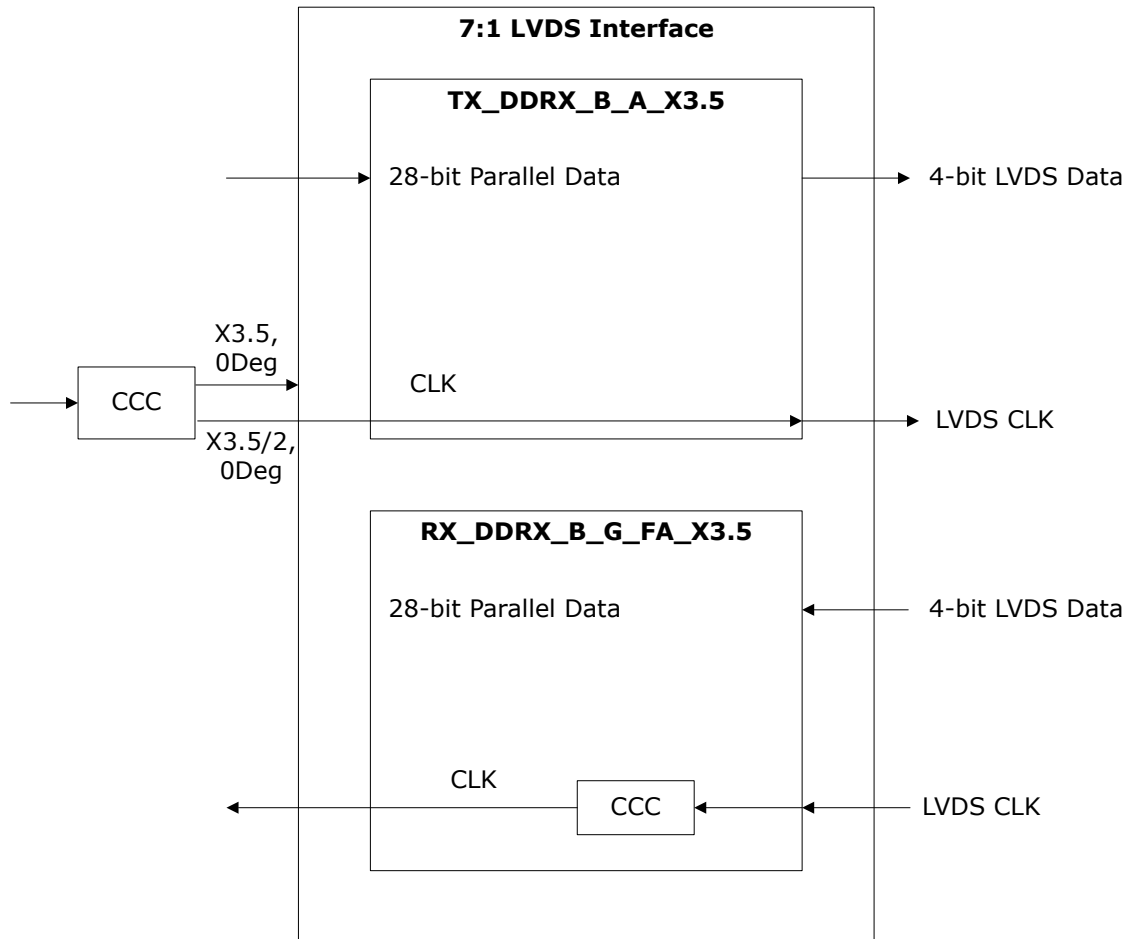 7:1 LVDS Interface
TX_DDRX_B_A_X3.5
28-bit Parallel Data
4-bit LVDS Data
X3.5,
0Deg
CCC
CLK
LVDS CLK
X3.5/2,
0Deg
RX_DDRX_B_G_FA_X3.5
28-bit Parallel Data
4-bit LVDS Data
CLK
CCC
LVDS CLK